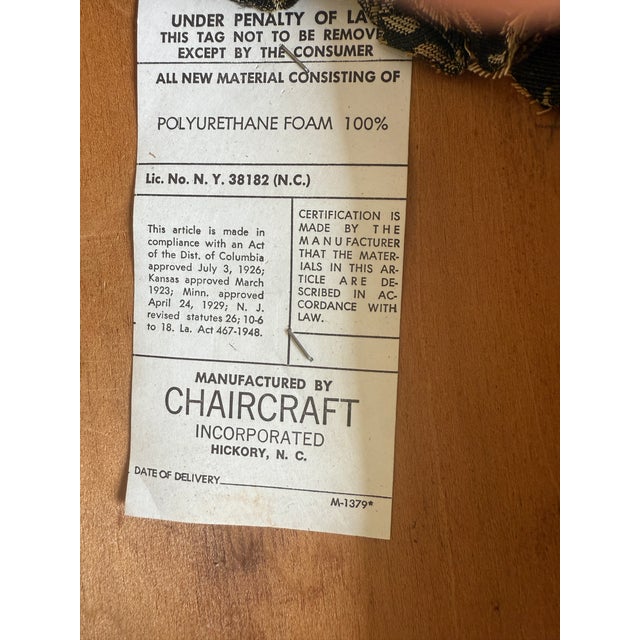 UNDER PENALTY OF LA
THIS TAG NOT TO BE REMOVE
EXCEPT BY THE CONSUMER
ALL NEW MATERIAL CONSISTING OF
POLYURETHANE FOAM 100%
Lic. No. N. Y. 38182 (N.C.)
This article is made in
compliance with an Act
of the Dist. of Columbia
approved July 3, 1926;
Kansas approved March
1923; Minn. approved
April 24, 1929; N. J.
revised statutes 26; 10-6
to 18. La. Act 467-1948.
CERTIFICATION IS
MADE BY THE
MANUFACTURER
THAT THE MATER-
IALS IN THIS AR-
TICLE ARE DE-
SCRIBED IN AC-
CORDANCE WITH
LAW.
MANUFACTURED BY
CHAIRCRAFT
INCORPORATED
HICKORY, N. C.
DATE OF DELIVERY
M-1379*